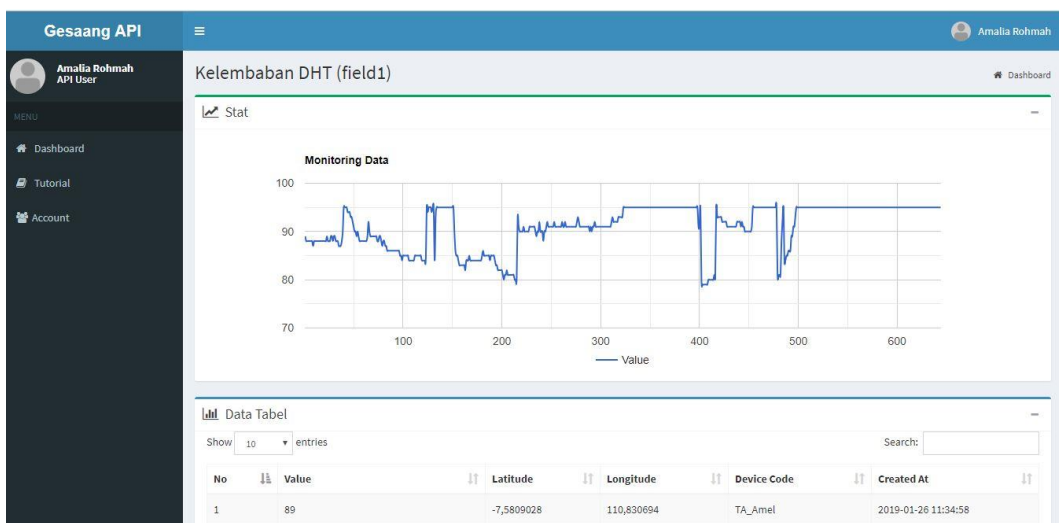 Gesaang API
Amalia Rohmah
Amalia Rohmah
API User
MENU
Dashboard
Tutorial
Account
Kelembaban DHT (field1)
Dashboard
Stat
Monitoring Data
100
90
80
70
100
200
300
400
500
600
Value
Data Tabel
Show 10 entries
Search:
No Value Latitude Longitude Device Code Created At
1 89 -7,5809028 110,830694 TA_Amel 2019-01-26 11:34:58